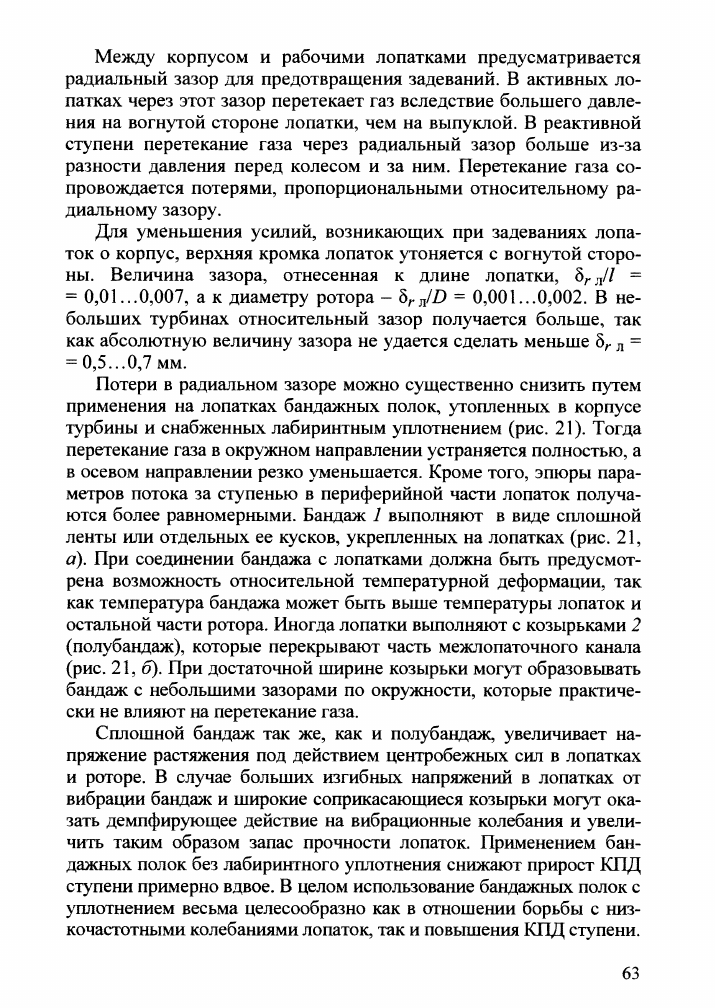 Между корпусом и рабочими лопатками предусматривается
радиальный зазор для предотвращения задеваний. В активных ло-
патках через этот зазор перетекает газ вследствие большего давле-
ния на вогнутой стороне лопатки, чем на выпуклой. В реактивной
ступени перетекание газа через радиальный зазор больше из-за
разности давления перед колесом и за ним. Перетекание газа со-
провождается потерями, пропорциональными относительному ра-
диальному зазору.
Для уменьшения усилий, возникающих при задеваниях лопа-
ток о корпус, верхняя кромка лопаток утоняется с вогнутой сторо-
ны. Величина зазора, отнесенная к длине лопатки, δr л/l =
= 0,01...0,007, а к диаметру ротора – δr л/D = 0,001...0,002. В не-
больших турбинах относительный зазор получается больше, так
как абсолютную величину зазора не удается сделать меньше δr л =
= 0,5...0,7 мм.
Потери в радиальном зазоре можно существенно снизить путем
применения на лопатках бандажных полок, утопленных в корпусе
турбины и снабженных лабиринтным уплотнением (рис. 21). Тогда
перетекание газа в окружном направлении устраняется полностью, а
в осевом направлении резко уменьшается. Кроме того, эпюры пара-
метров потока за ступенью в периферийной части лопаток получа-
ются более равномерными. Бандаж 1 выполняют в виде сплошной
ленты или отдельных ее кусков, укрепленных на лопатках (рис. 21,
а). При соединении бандажа с лопатками должна быть предусмот-
рена возможность относительной температурной деформации, так
как температура бандажа может быть выше температуры лопаток и
остальной части ротора. Иногда лопатки выполняют с козырьками 2
(полубандаж), которые перекрывают часть межлопаточного канала
(рис. 21, б). При достаточной ширине козырьки могут образовывать
бандаж с небольшими зазорами по окружности, которые практиче-
ски не влияют на перетекание газа.
Сплошной бандаж так же, как и полубандаж, увеличивает на-
пряжение растяжения под действием центробежных сил в лопатках
и роторе. В случае больших изгибных напряжений в лопатках от
вибрации бандаж и широкие соприкасающиеся козырьки могут ока-
зать демпфирующее действие на вибрационные колебания и увели-
чить таким образом запас прочности лопаток. Применением бан-
дажных полок без лабиринтного уплотнения снижают прирост КПД
ступени примерно вдвое. В целом использование бандажных полок с
уплотнением весьма целесообразно как в отношении борьбы с низ-
кочастотными колебаниями лопаток, так и повышения КПД ступени.
63